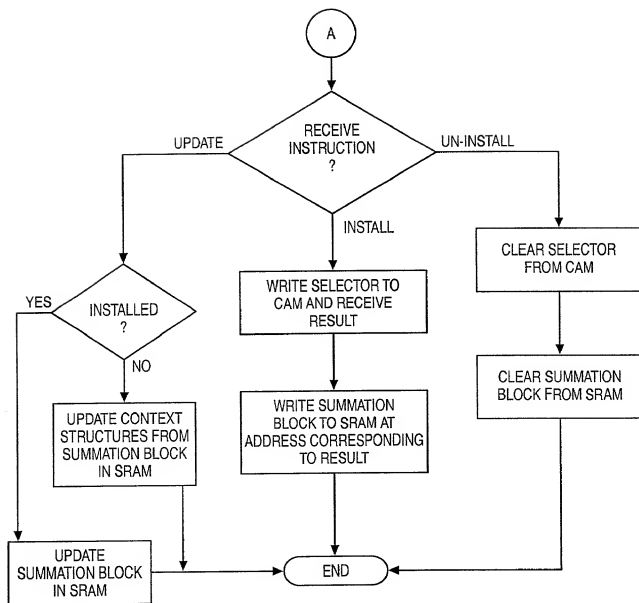 A
RECEIVE
INSTRUCTION
?
UPDATE
UN-INSTALL
INSTALL
INSTALLED
?
YES
NO
WRITE SELECTOR TO
CAM AND RECEIVE
RESULT
CLEAR SELECTOR
FROM CAM
UPDATE CONTEXT
STRUCTURES FROM
SUMMATION BLOCK
IN SRAM
WRITE SUMMATION
BLOCK TO SRAM AT
ADDRESS CORRESPONDING
TO RESULT
CLEAR SUMMATION
BLOCK FROM SRAM
UPDATE
SUMMATION BLOCK
IN SRAM
END